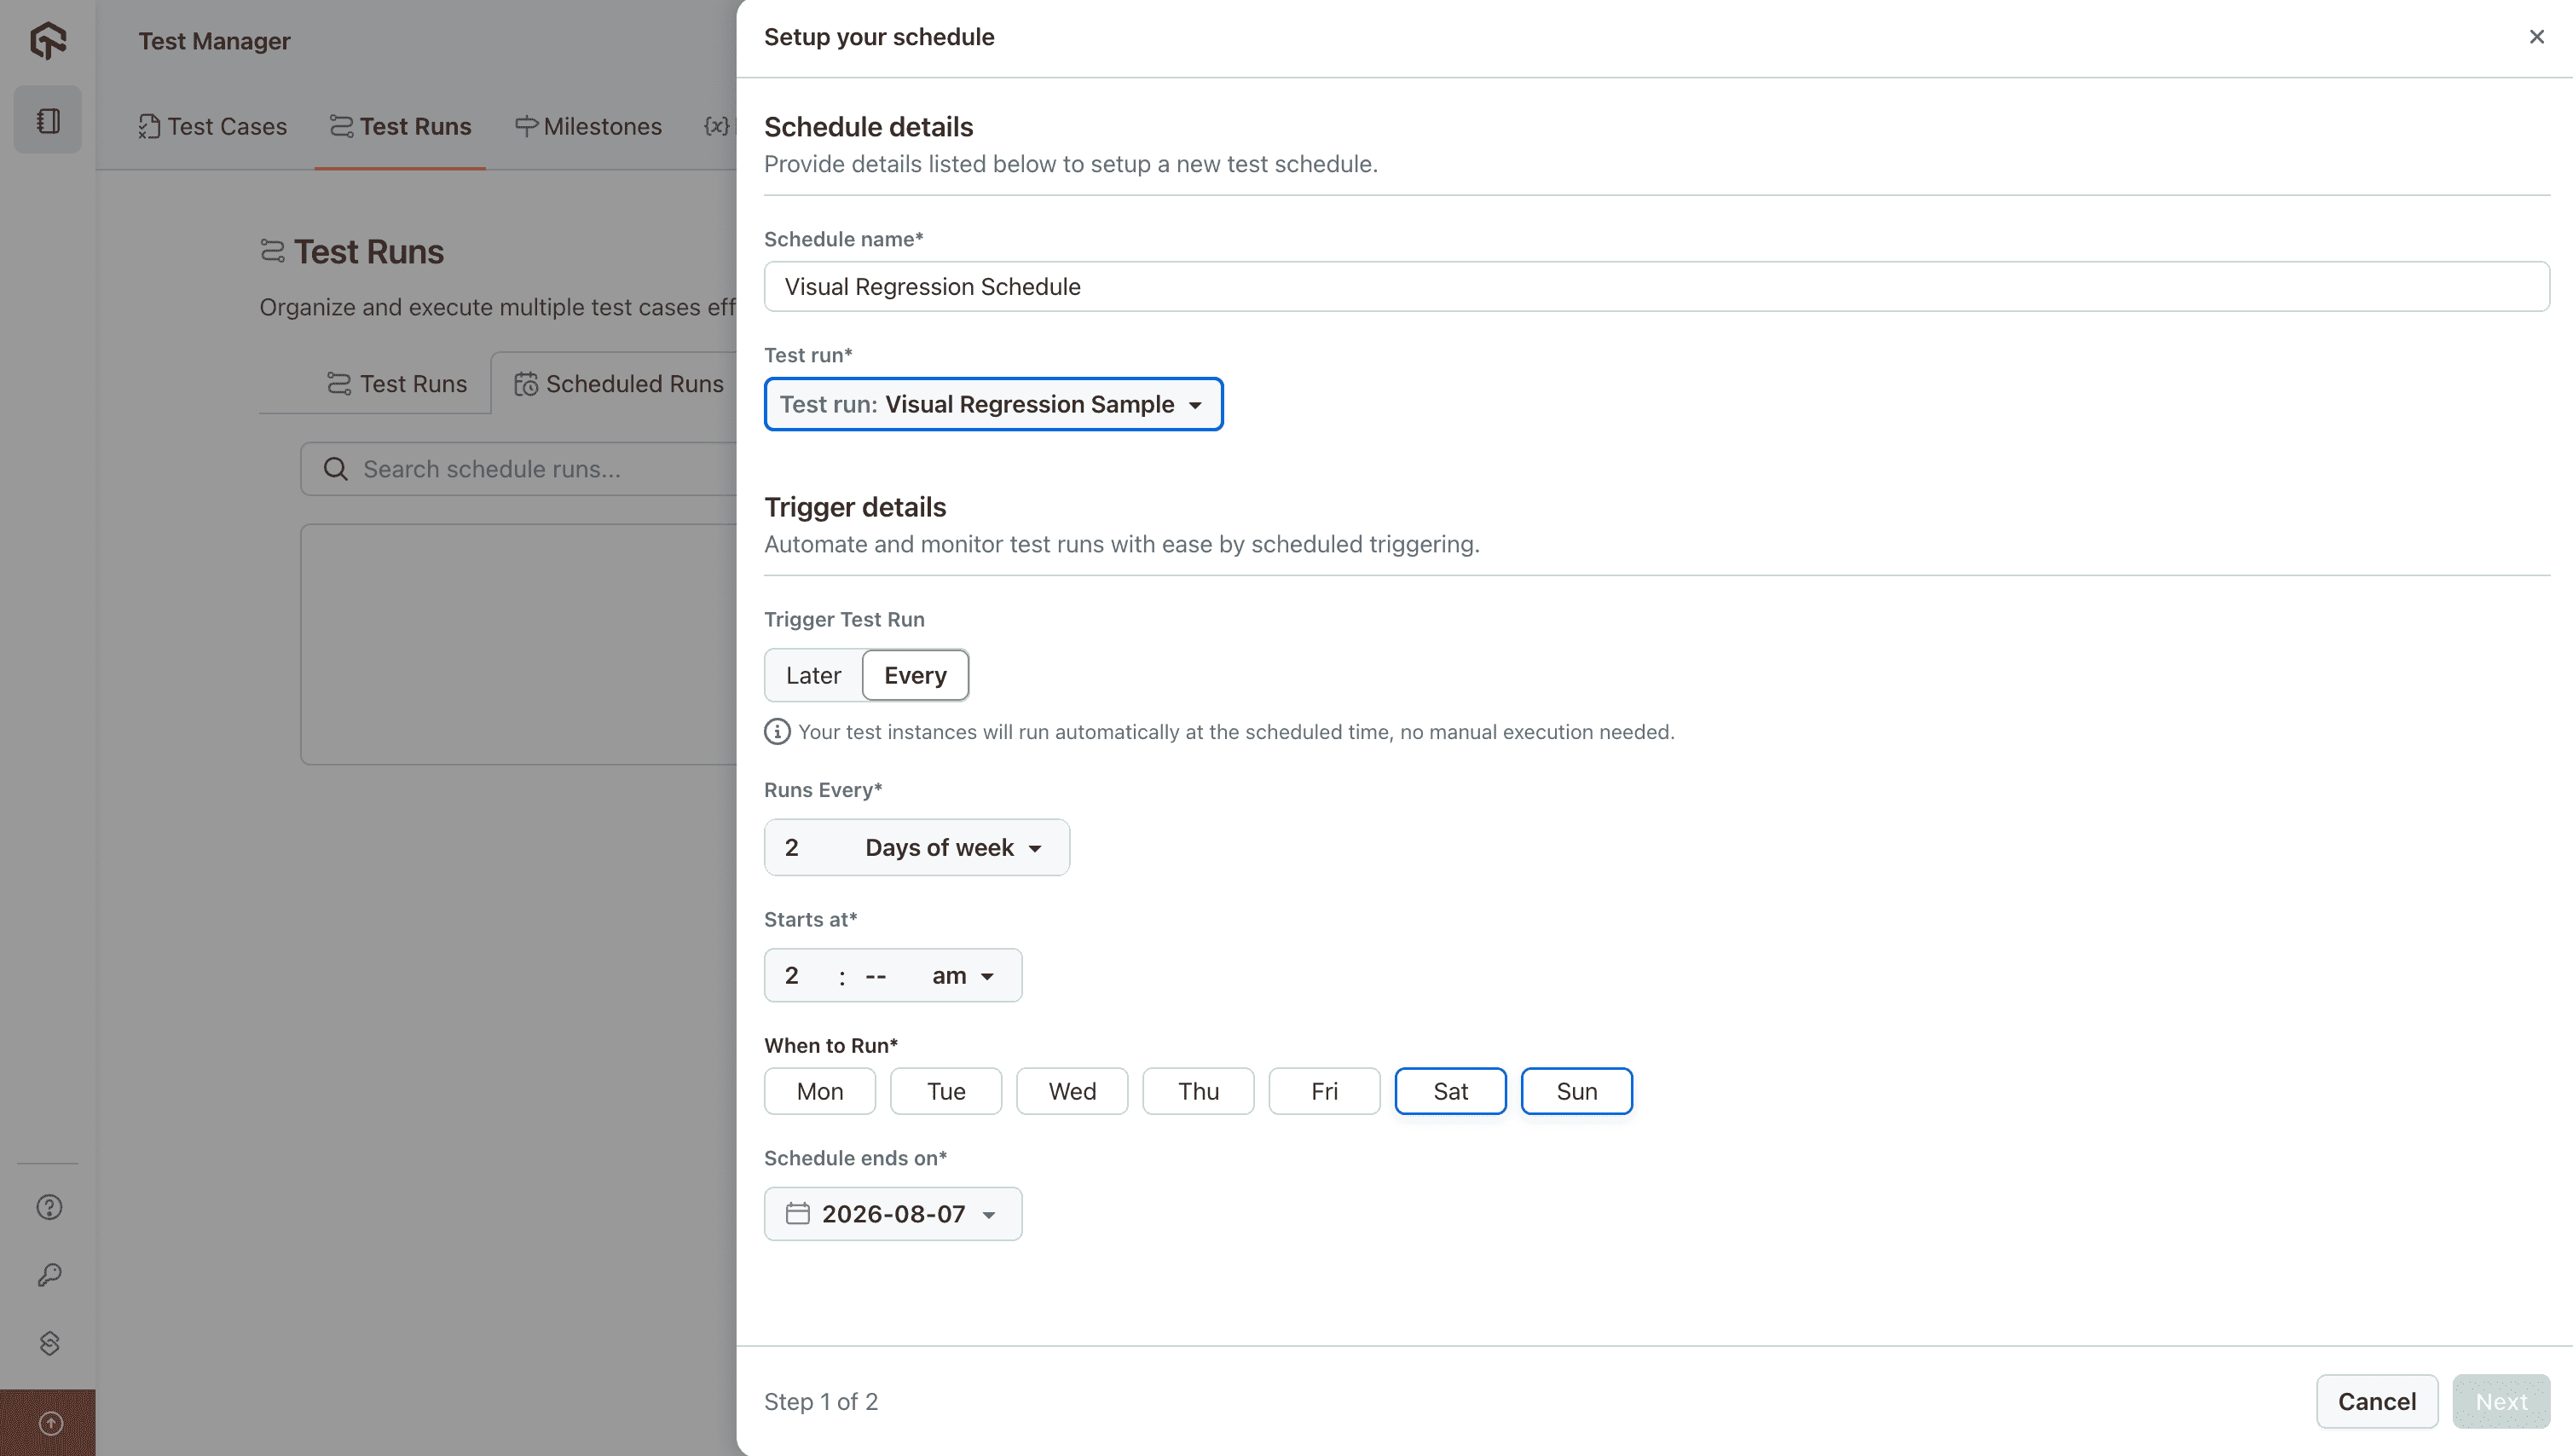 Test Manager
Test Cases
Test Runs
Milestones
{x}
Test Runs
Organize and execute multiple test cases eff
Test Runs
Scheduled Runs
Search schedule runs...
Setup your schedule
Schedule details
Provide details listed below to setup a new test schedule.
Schedule name*
Visual Regression Schedule
Test run*
Test run: Visual Regression Sample
Trigger details
Automate and monitor test runs with ease by scheduled triggering.
Trigger Test Run
Later Every
Your test instances will run automatically at the scheduled time, no manual execution needed.
Runs Every*
2 Days of week
Starts at*
2 : -- am
When to Run*
Mon Tue Wed Thu Fri Sat Sun
Schedule ends on*
2026-08-07
Step 1 of 2
Cancel
Next